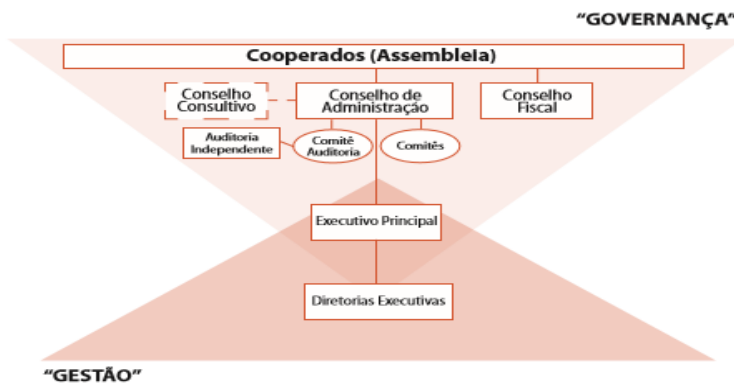 “GOVERNANÇA”
Cooperados (Assembleia)
Conselho
Consultivo
Conselho de
Administração
Conselho
Fiscal
Auditoria
Independente
Comitê
Auditoria
Comitês
Executivo Principal
Diretorias Executivas
“GESTÃO”